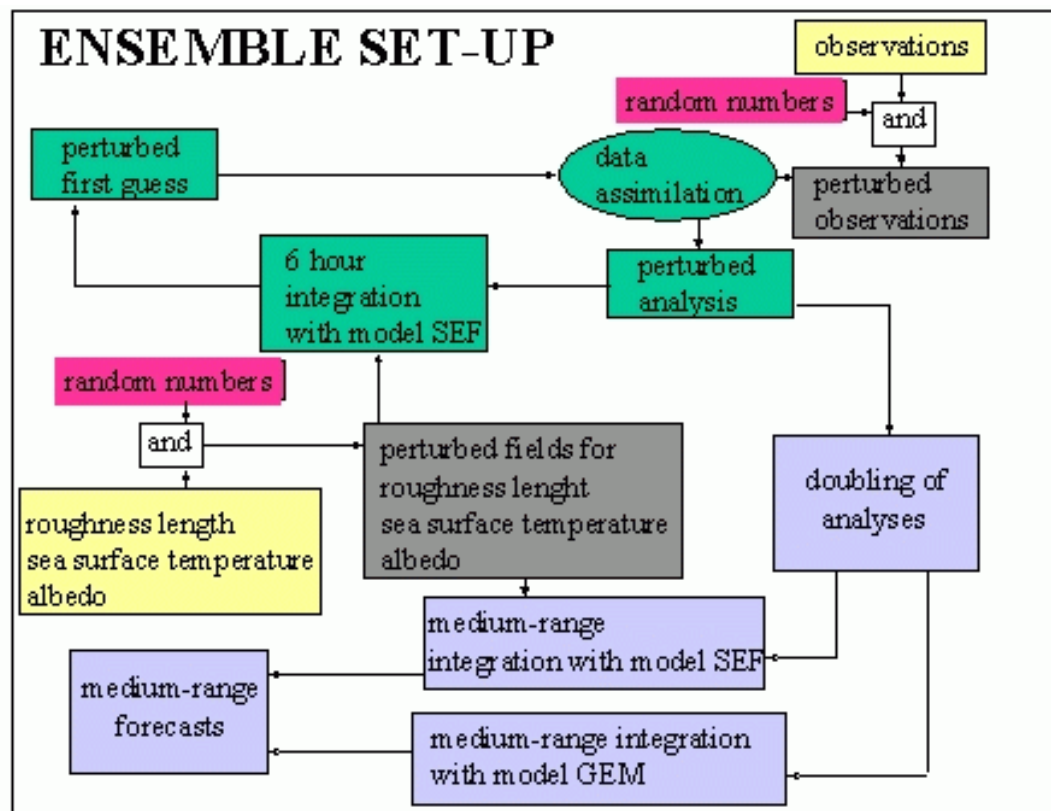 ENSEMBLE SET-UP
observations
random numbers
and
perturbed
first guess
data
assimilation
perturbed
observations
6 hour
integration
with model SEF
perturbed
analysis
random numbers
and
perturbed fields for
roughness lenght
sea surface temperature
albedo
doubling of
analyses
roughness length
sea surface temperature
albedo
medium-range
integration with model SEF
medium-range
forecasts
medium-range integration
with model GEM